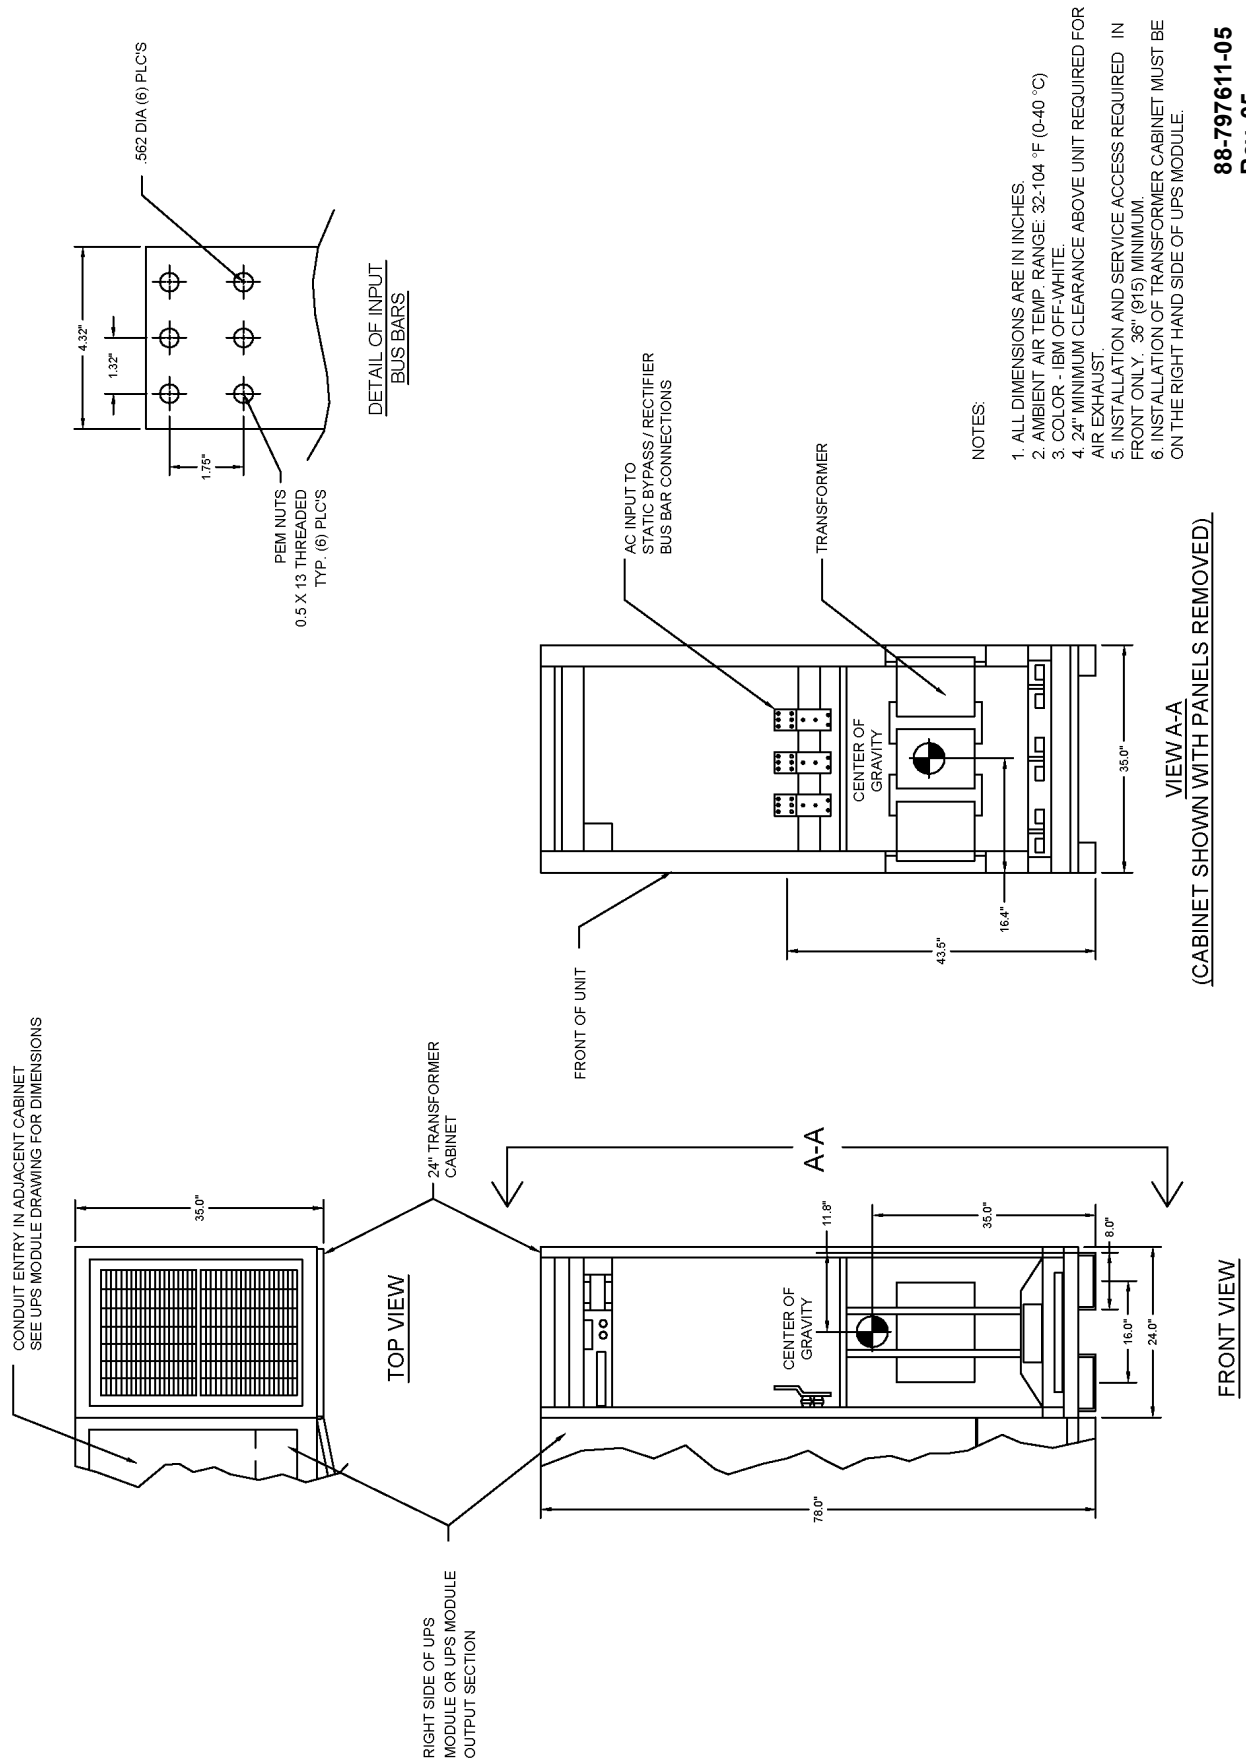 CONDUIT ENTRY IN ADJACENT CABINET
SEE UPS MODULE DRAWING FOR DIMENSIONS
35.0"
TOP VIEW
24" TRANSFORMER
CABINET
RIGHT SIDE OF UPS
MODULE OR UPS MODULE
OUTPUT SECTION
78.0"
CENTER OF
GRAVITY
11.8"
A-A
35.0"
8.0"
16.0"
24.0"
FRONT VIEW
.562 DIA (6) PLC'S
4.32"
1.32"
1.75"
PEM NUTS
0.5 X 13 THREADED
TYP. (6) PLC'S
DETAIL OF INPUT
BUS BARS
FRONT OF UNIT
AC INPUT TO
STATIC BYPASS / RECTIFIER
BUS BAR CONNECTIONS
TRANSFORMER
CENTER OF
GRAVITY
43.5"
16.4"
35.0"
VIEW A-A
(CABINET SHOWN WITH PANELS REMOVED)
NOTES:
1. ALL DIMENSIONS ARE IN INCHES.
2. AMBIENT AIR TEMP. RANGE: 32-104 °F (0-40 °C)
3. COLOR - IBM OFF-WHITE.
4. 24" MINIMUM CLEARANCE ABOVE UNIT REQUIRED FOR
AIR EXHAUST.
5. INSTALLATION AND SERVICE ACCESS REQUIRED IN
FRONT ONLY. 36" (915) MINIMUM.
6. INSTALLATION OF TRANSFORMER CABINET MUST BE
ON THE RIGHT HAND SIDE OF UPS MODULE.
88-797611-05